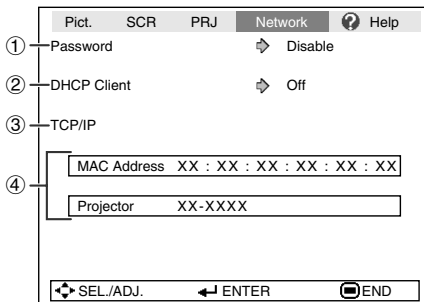 Pict. SCR PRJ Network ? Help
① Password Disable
② DHCP Client Off
③ TCP/IP
④
MAC Address XX : XX : XX : XX : XX : XX
Projector XX-XXXX
SEL./ADJ. ENTER END